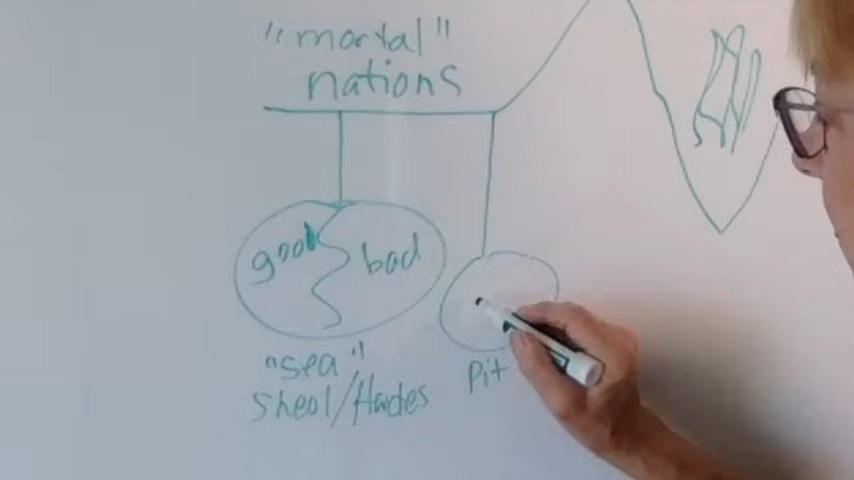 "mortal"
nations
good bad
"sea"
Sheol/Hades
Pit